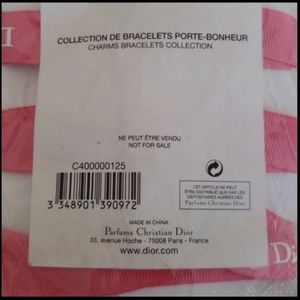 COLLECTION DE BRACELETS PORTE-BONHEUR
CHARMS BRACELETS COLLECTION
NE PEUT ÊTRE VENDU
NOT FOR SALE
C400000125
3 348901 390972
CET ARTICLE NE PEUT
ÊTRE DISTRIBUÉ QUE PAR LES
DÉPOSITAIRES AGRÉÉS DES
Parfums Christian Dior
MADE IN CHINA
Parfums Christian Dior
33, avenue Hoche - 75008 Paris - France
www.dior.com
D
Di